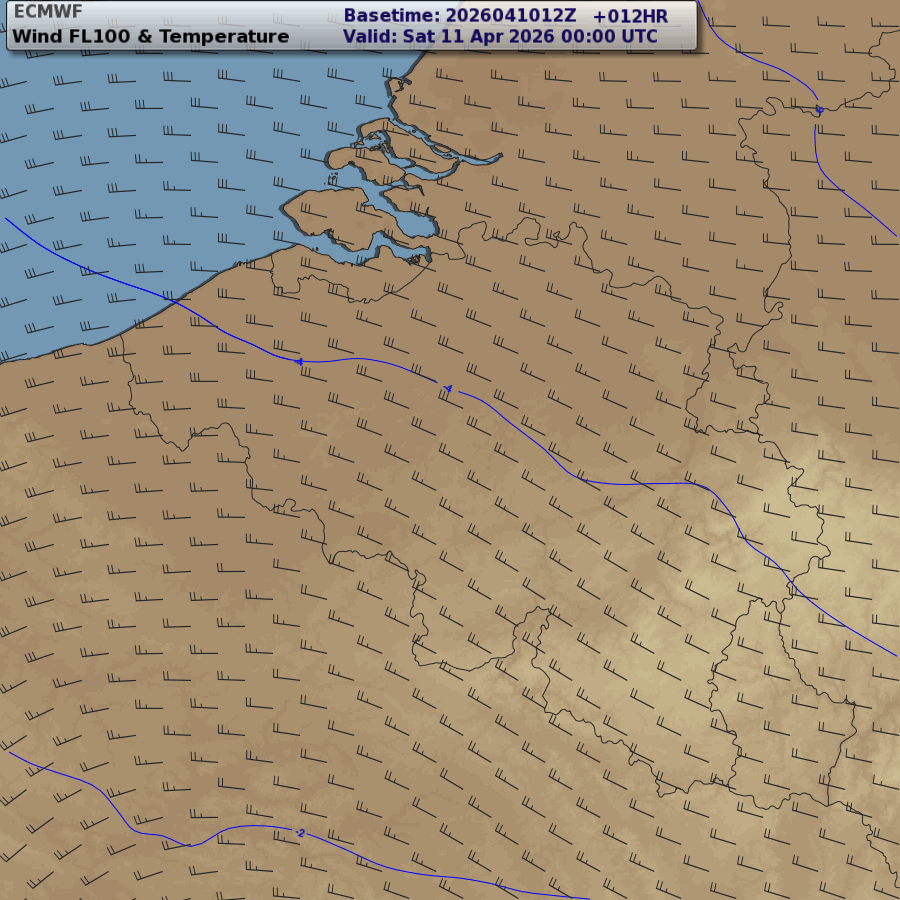 ECMWF
Basetime: 2026041012Z +012HR
Wind FL100 & Temperature
Valid: Sat 11 Apr 2026 00:00 UTC
-4
-4
-2